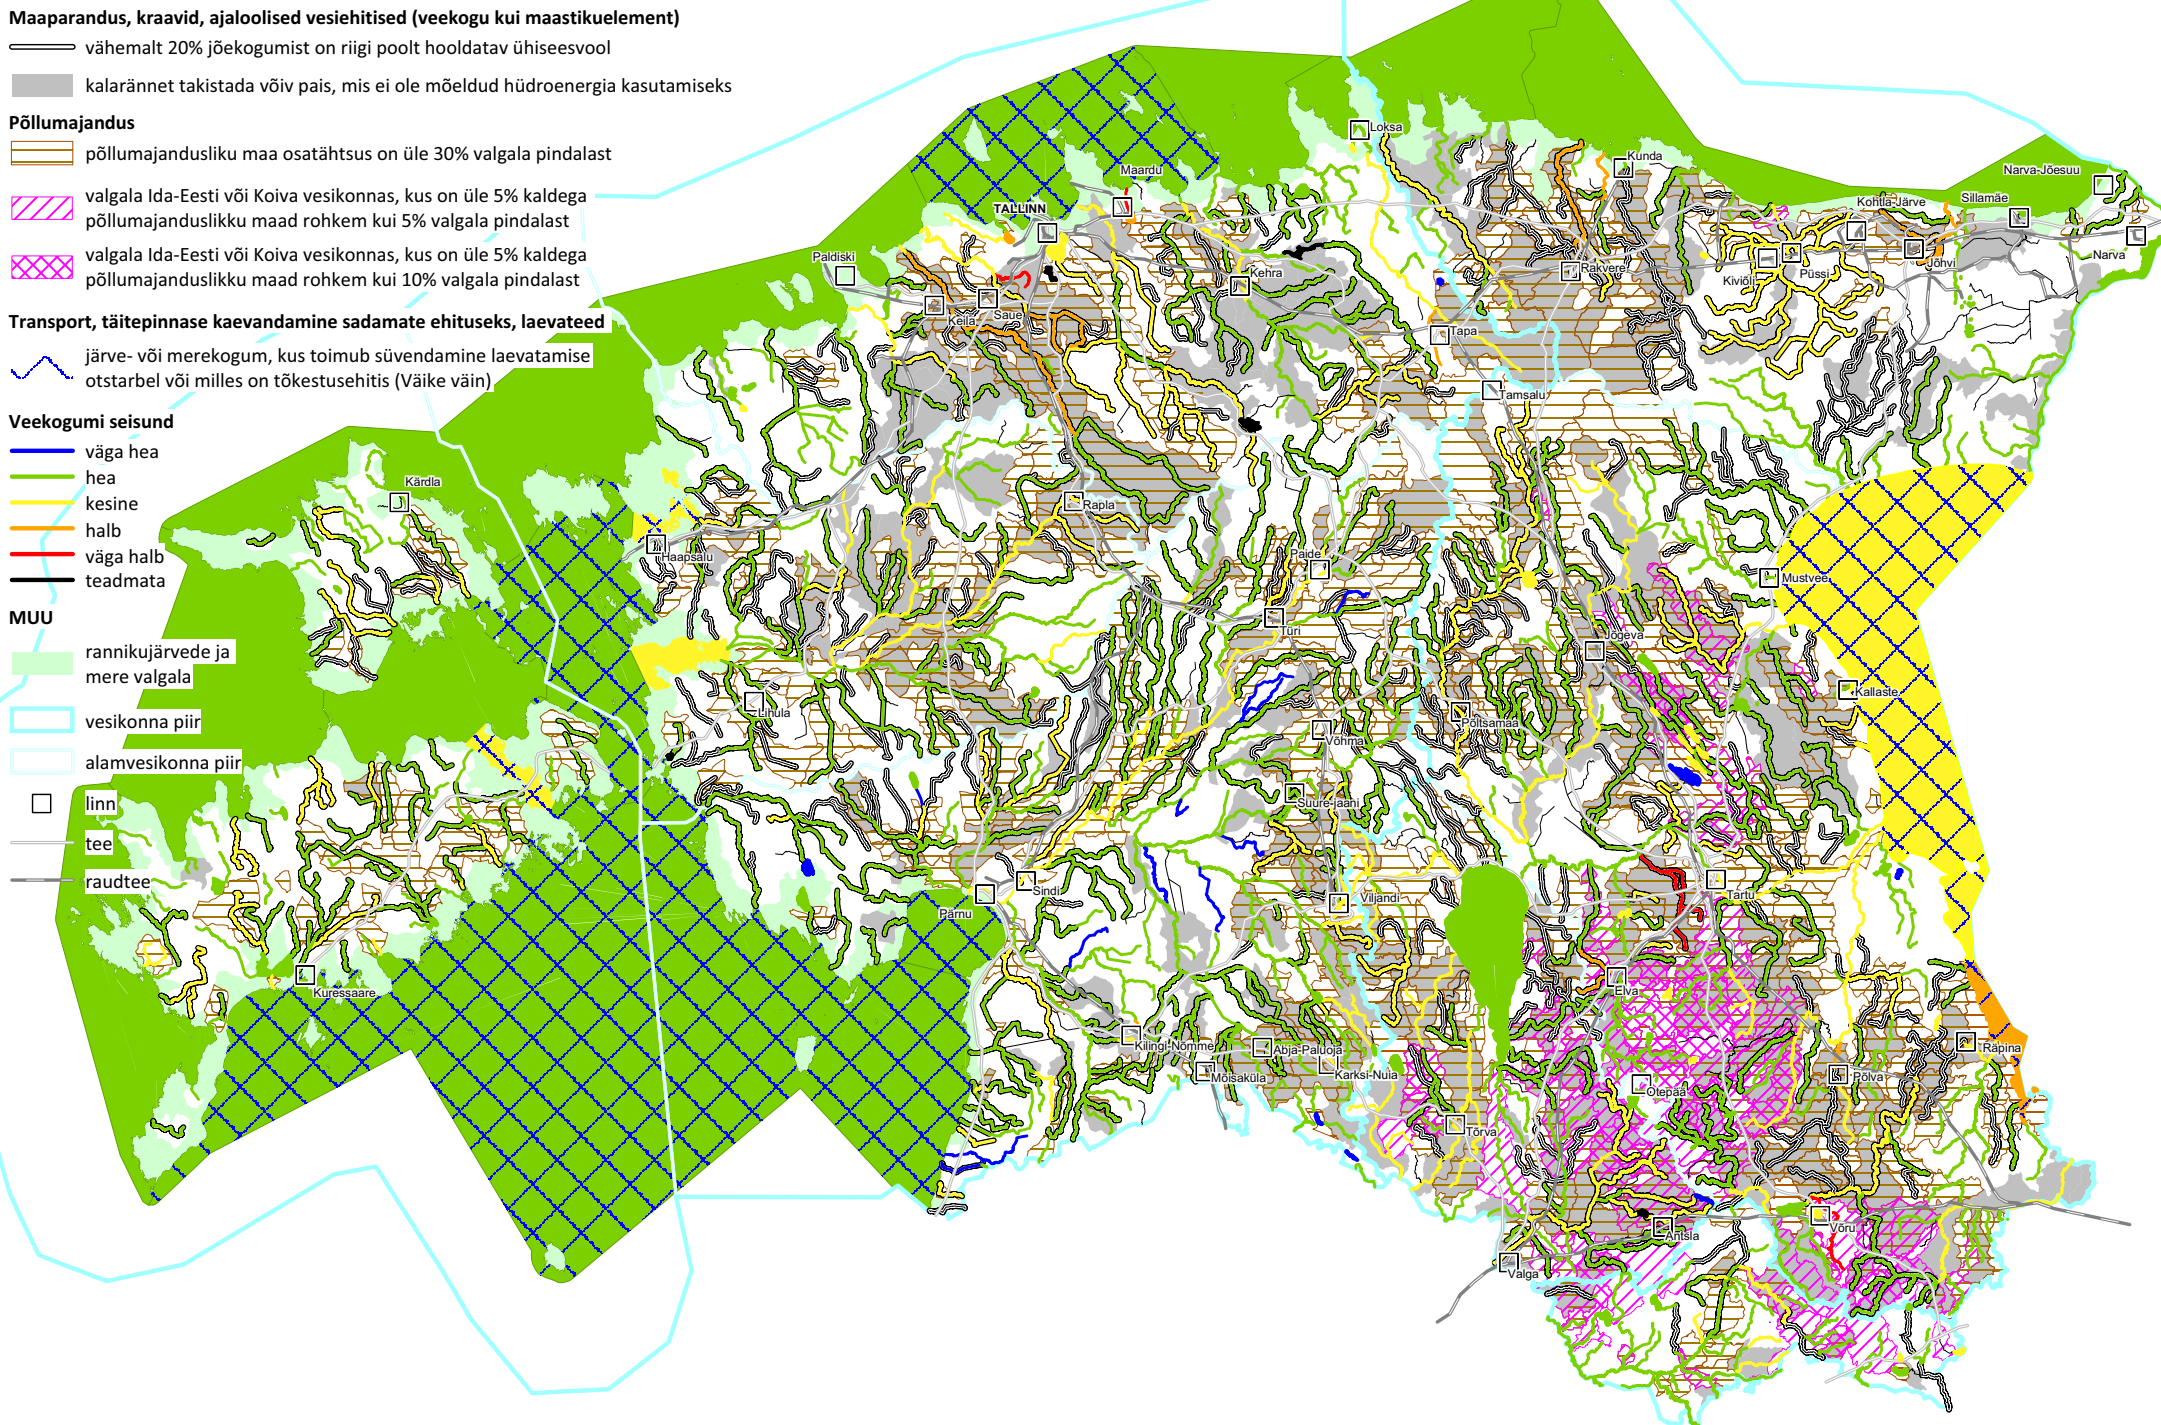 Maaparandus, kraavid, ajaloolised vesiehitised (veekogu kui maastikuelement)
vähemalt 20% jõekogumist on riigi poolt hooldatav ühiseesvool
kalarännet takistada võiv pais, mis ei ole mõeldud hüdroenergia kasutamiseks
Põllumajandus
põllumajandusliku maa osatähtsus on üle 30% valgala pindalast
valgala Ida-Eesti või Koiva vesikonnas, kus on üle 5% kaldega
põllumajanduslikku maad rohkem kui 5% valgala pindalast
valgala Ida-Eesti või Koiva vesikonnas, kus on üle 5% kaldega
põllumajanduslikku maad rohkem kui 10% valgala pindalast
Transport, täitepinnase kaevandamine sadamate ehituseks, laevateed
järve- või merekogum, kus toimub süvendamine laevatamise
otstarbel või milles on tõkestusehitis (Väike väin)
Veekogumi seisund
väga hea
hea
kesine
halb
väga halb
teadmata
MUU
rannikujärvede ja
mere valgala
vesikonna piir
alamvesikonna piir
linn
tee
raudtee
Loksa
Kunda
Narva-Jõesuu
Maardu
TALLINN
Kohtla-Järve
Sillamäe
Paldiski
Kehra
Rakvere
Kiviõli
Püssi
Jõhvi
Narva
Keila
Saue
Tapa
Tamsalu
Kärdla
Rapla
Haapsalu
Paide
Mustvee
Türi
Jõgeva
Lihula
Kallaste
Põltsamaa
Võhma
Suure-jaani
Sindi
Pärnu
Viljandi
Tartu
Kuressaare
Elva
Kilingi-Nõmme
Abja-Paluoja
Mõisaküla
Karksi-Nuia
Räpina
Põlva
Otepää
Tõrva
Võru
Antsla
Valga